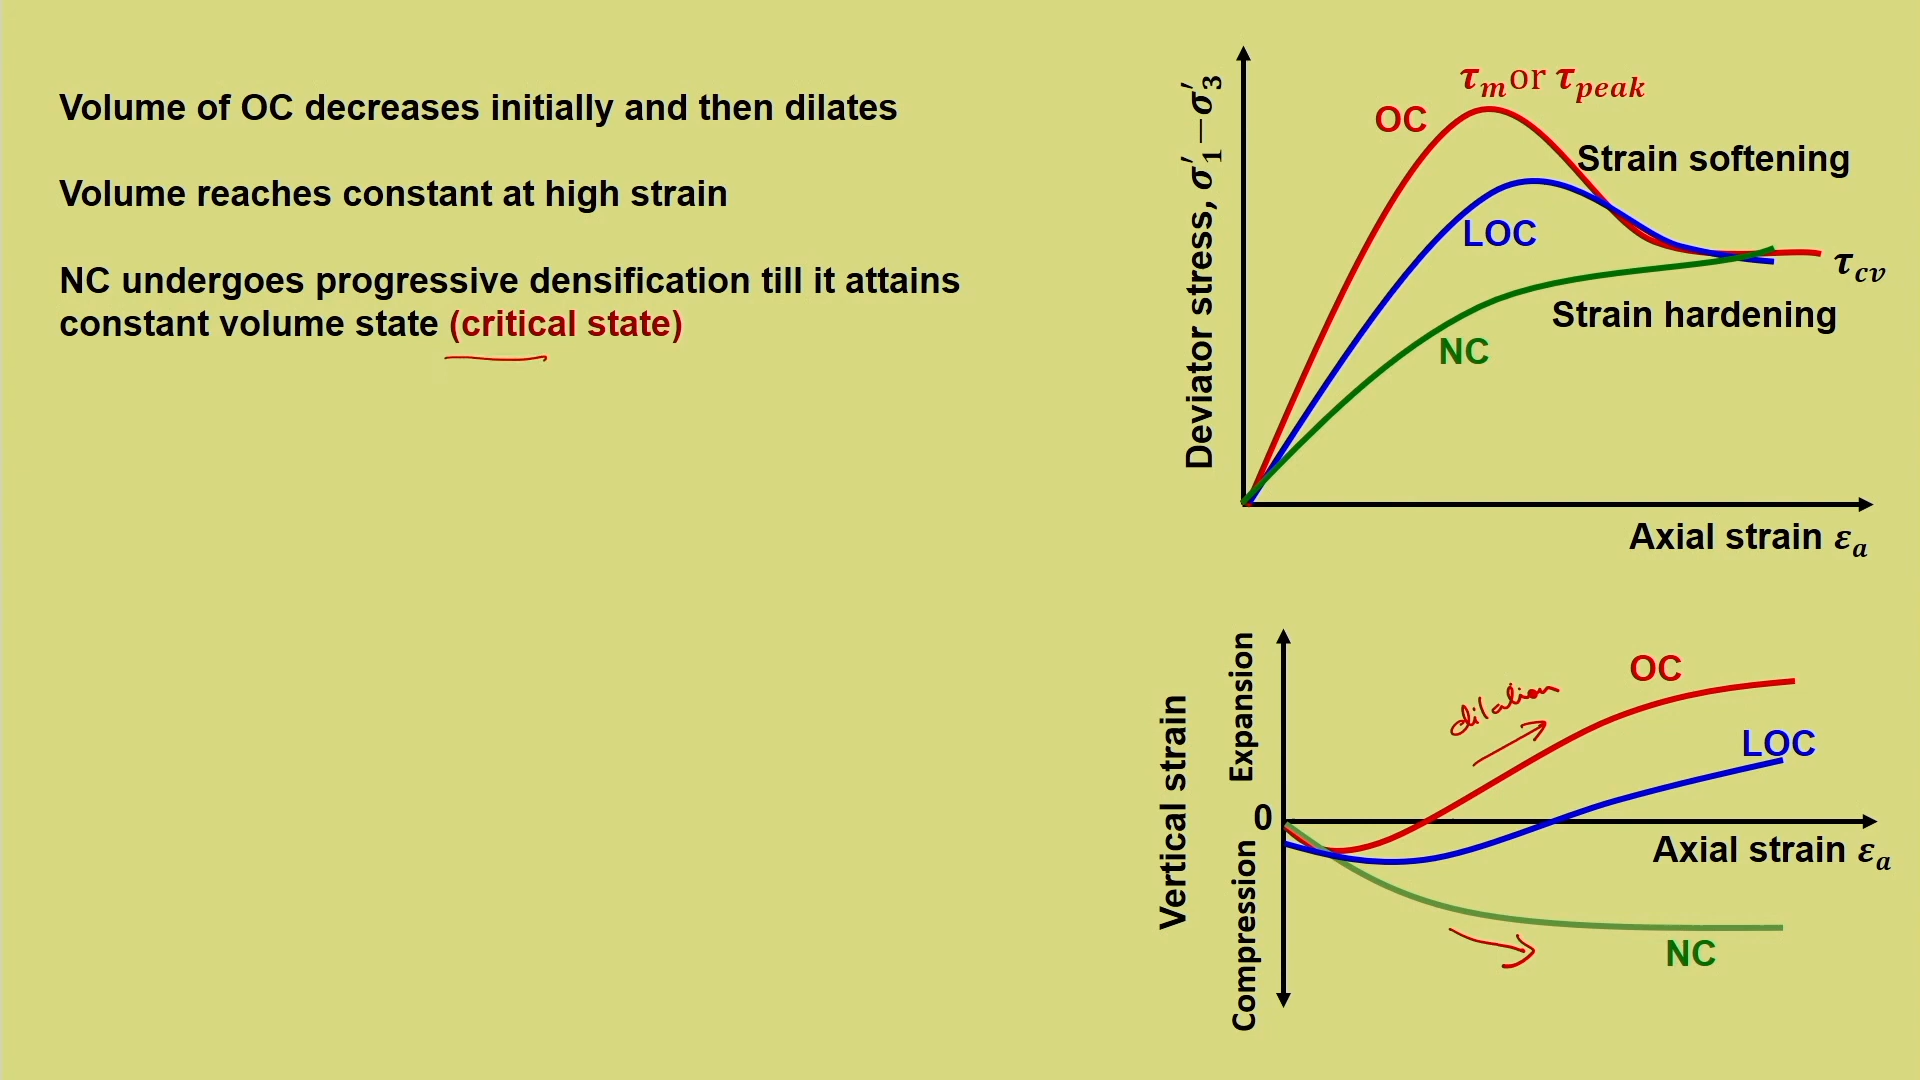 Volume of OC decreases initially and then dilates
Volume reaches constant at high strain
NC undergoes progressive densification till it attains
constant volume state (critical state)
Deviator stress, σ′₁−σ′₃
τₘ or τ_peak
OC
Strain softening
LOC
τ_cv
Strain hardening
NC
Axial strain εₐ
Vertical strain
Expansion
Compression
0
dilation
OC
LOC
Axial strain εₐ
NC